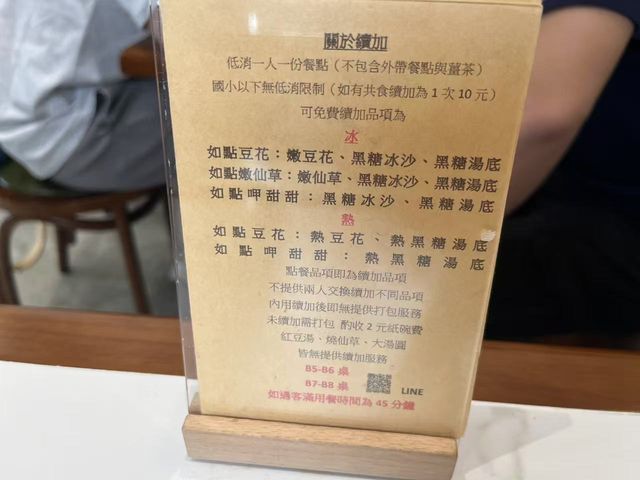 關於續加
低消一人一份餐點（不包含外帶餐點與薑茶）
國小以下無低消限制（如有共食續加為 1 次 10 元）
可免費續加品項為
冰
如點豆花：嫩豆花、黑糖冰沙、黑糖湯底
如點嫩仙草：嫩仙草、黑糖冰沙、黑糖湯底
如點呷甜甜：黑糖冰沙、黑糖湯底
熱
如點豆花：熱豆花、熱黑糖湯底
如點呷甜甜：熱黑糖湯底
點餐品項即為續加品項
不提供兩人交換續加不同品項
內用續加後即無提供打包服務
未續加需打包 酌收 2 元紙碗費
紅豆湯、燒仙草、大湯圓
皆無提供續加服務
B5-B6 桌
B7-B8 桌
LINE
如遇客滿用餐時間為 45 分鐘